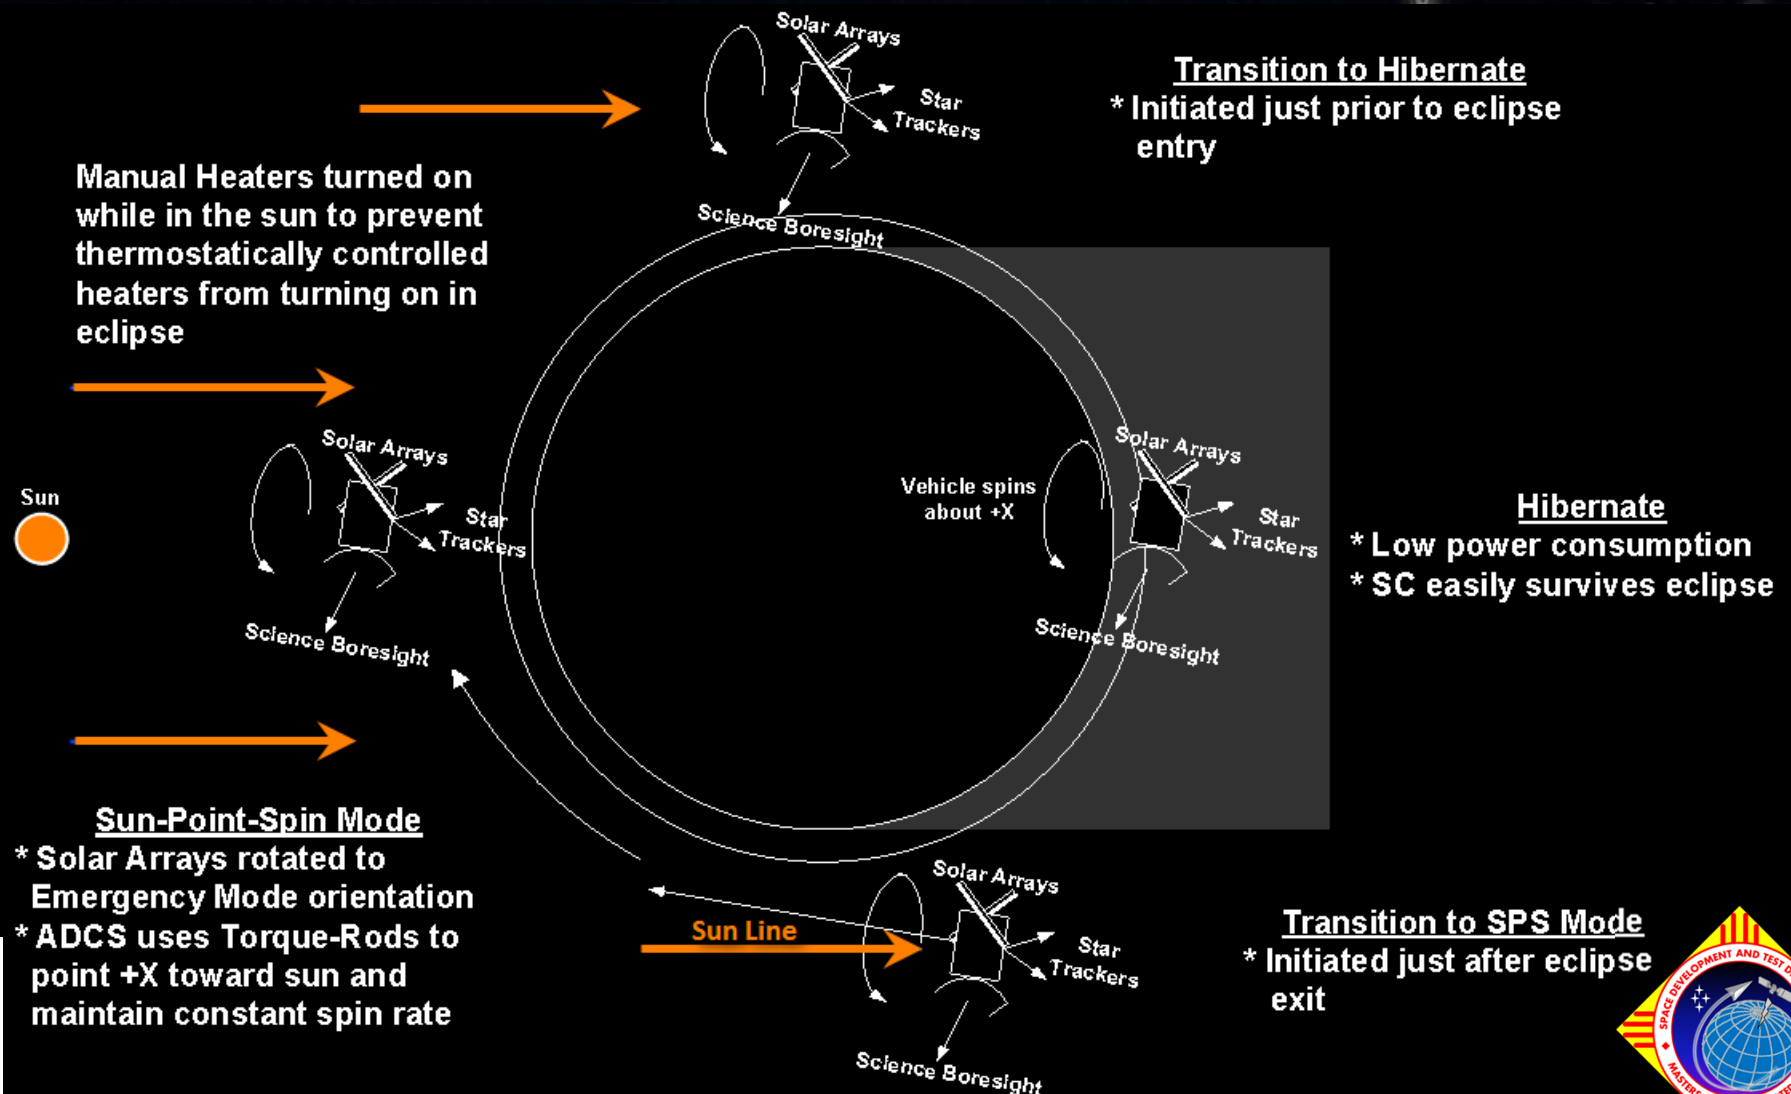 Solar Arrays
Star
Trackers
Science Boresight
Transition to Hibernate
* Initiated just prior to eclipse
entry
Manual Heaters turned on
while in the sun to prevent
thermostatically controlled
heaters from turning on in
eclipse
Sun
Solar Arrays
Star
Trackers
Science Boresight
Vehicle spins
about +X
Solar Arrays
Star
Trackers
Science Boresight
Hibernate
* Low power consumption
* SC easily survives eclipse
Sun-Point-Spin Mode
* Solar Arrays rotated to
Emergency Mode orientation
* ADCS uses Torque-Rods to
point +X toward sun and
maintain constant spin rate
Sun Line
Solar Arrays
Star
Trackers
Science Boresight
Transition to SPS Mode
* Initiated just after eclipse
exit
SPACE DEVELOPMENT AND TEST
MASTERS